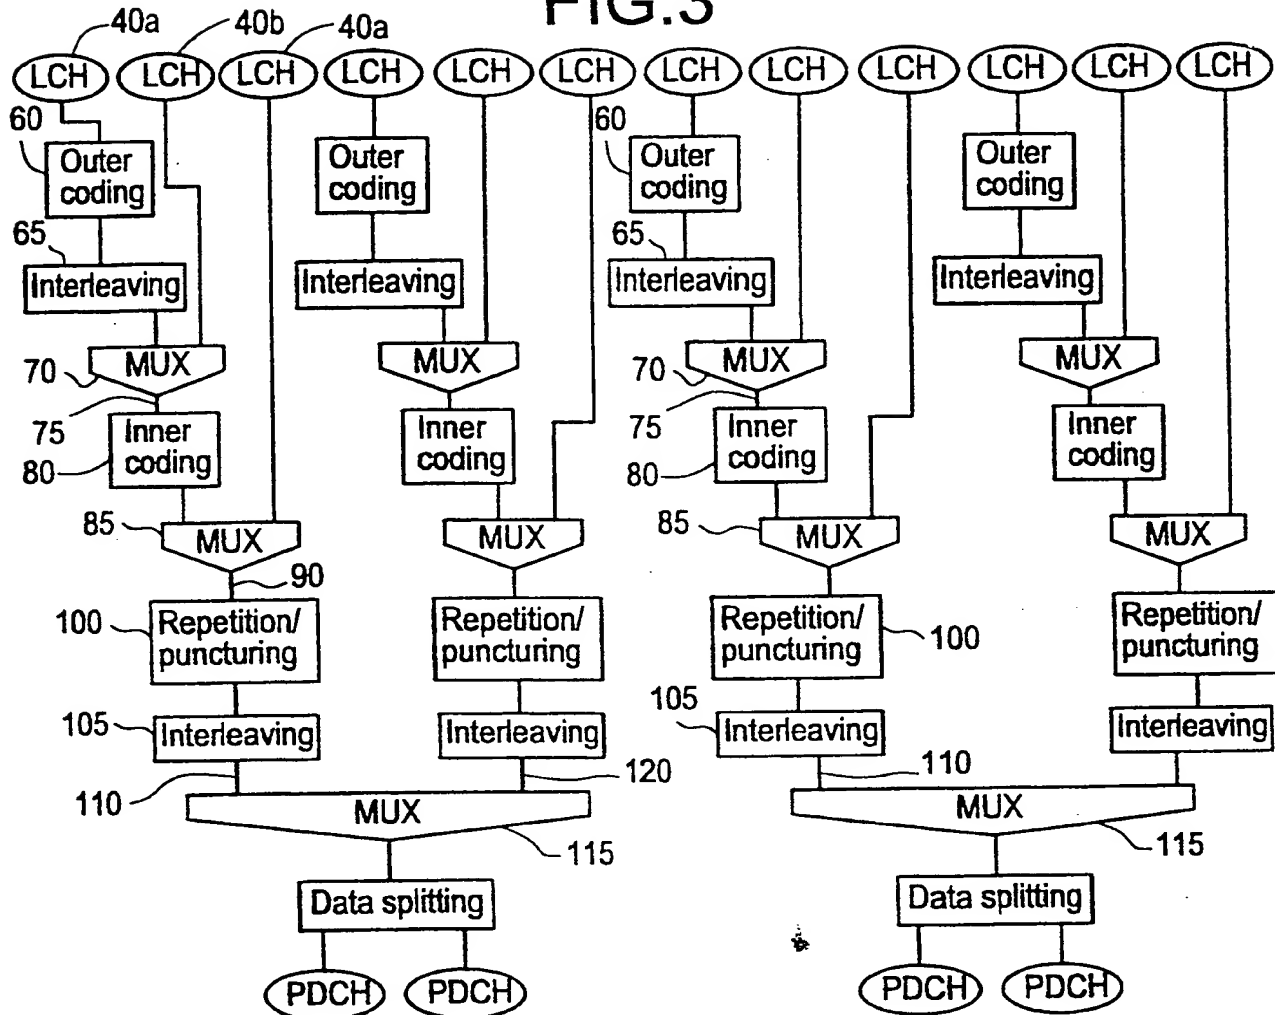 FIG.3
40a 40b 40a
LCH LCH LCH LCH LCH LCH LCH LCH LCH LCH LCH LCH
60 60
Outer
coding
Outer
coding
Outer
coding
Outer
coding
65 65
Interleaving Interleaving Interleaving Interleaving
MUX MUX MUX MUX
70 70
75 75
Inner
coding
Inner
coding
Inner
coding
Inner
coding
80 80
85 85
MUX MUX MUX MUX
90
100
Repetition/
puncturing
Repetition/
puncturing
Repetition/
puncturing
100
Repetition/
puncturing
105 105
Interleaving Interleaving Interleaving Interleaving
110 120 110
MUX MUX
115 115
Data splitting Data splitting
PDCH PDCH PDCH PDCH